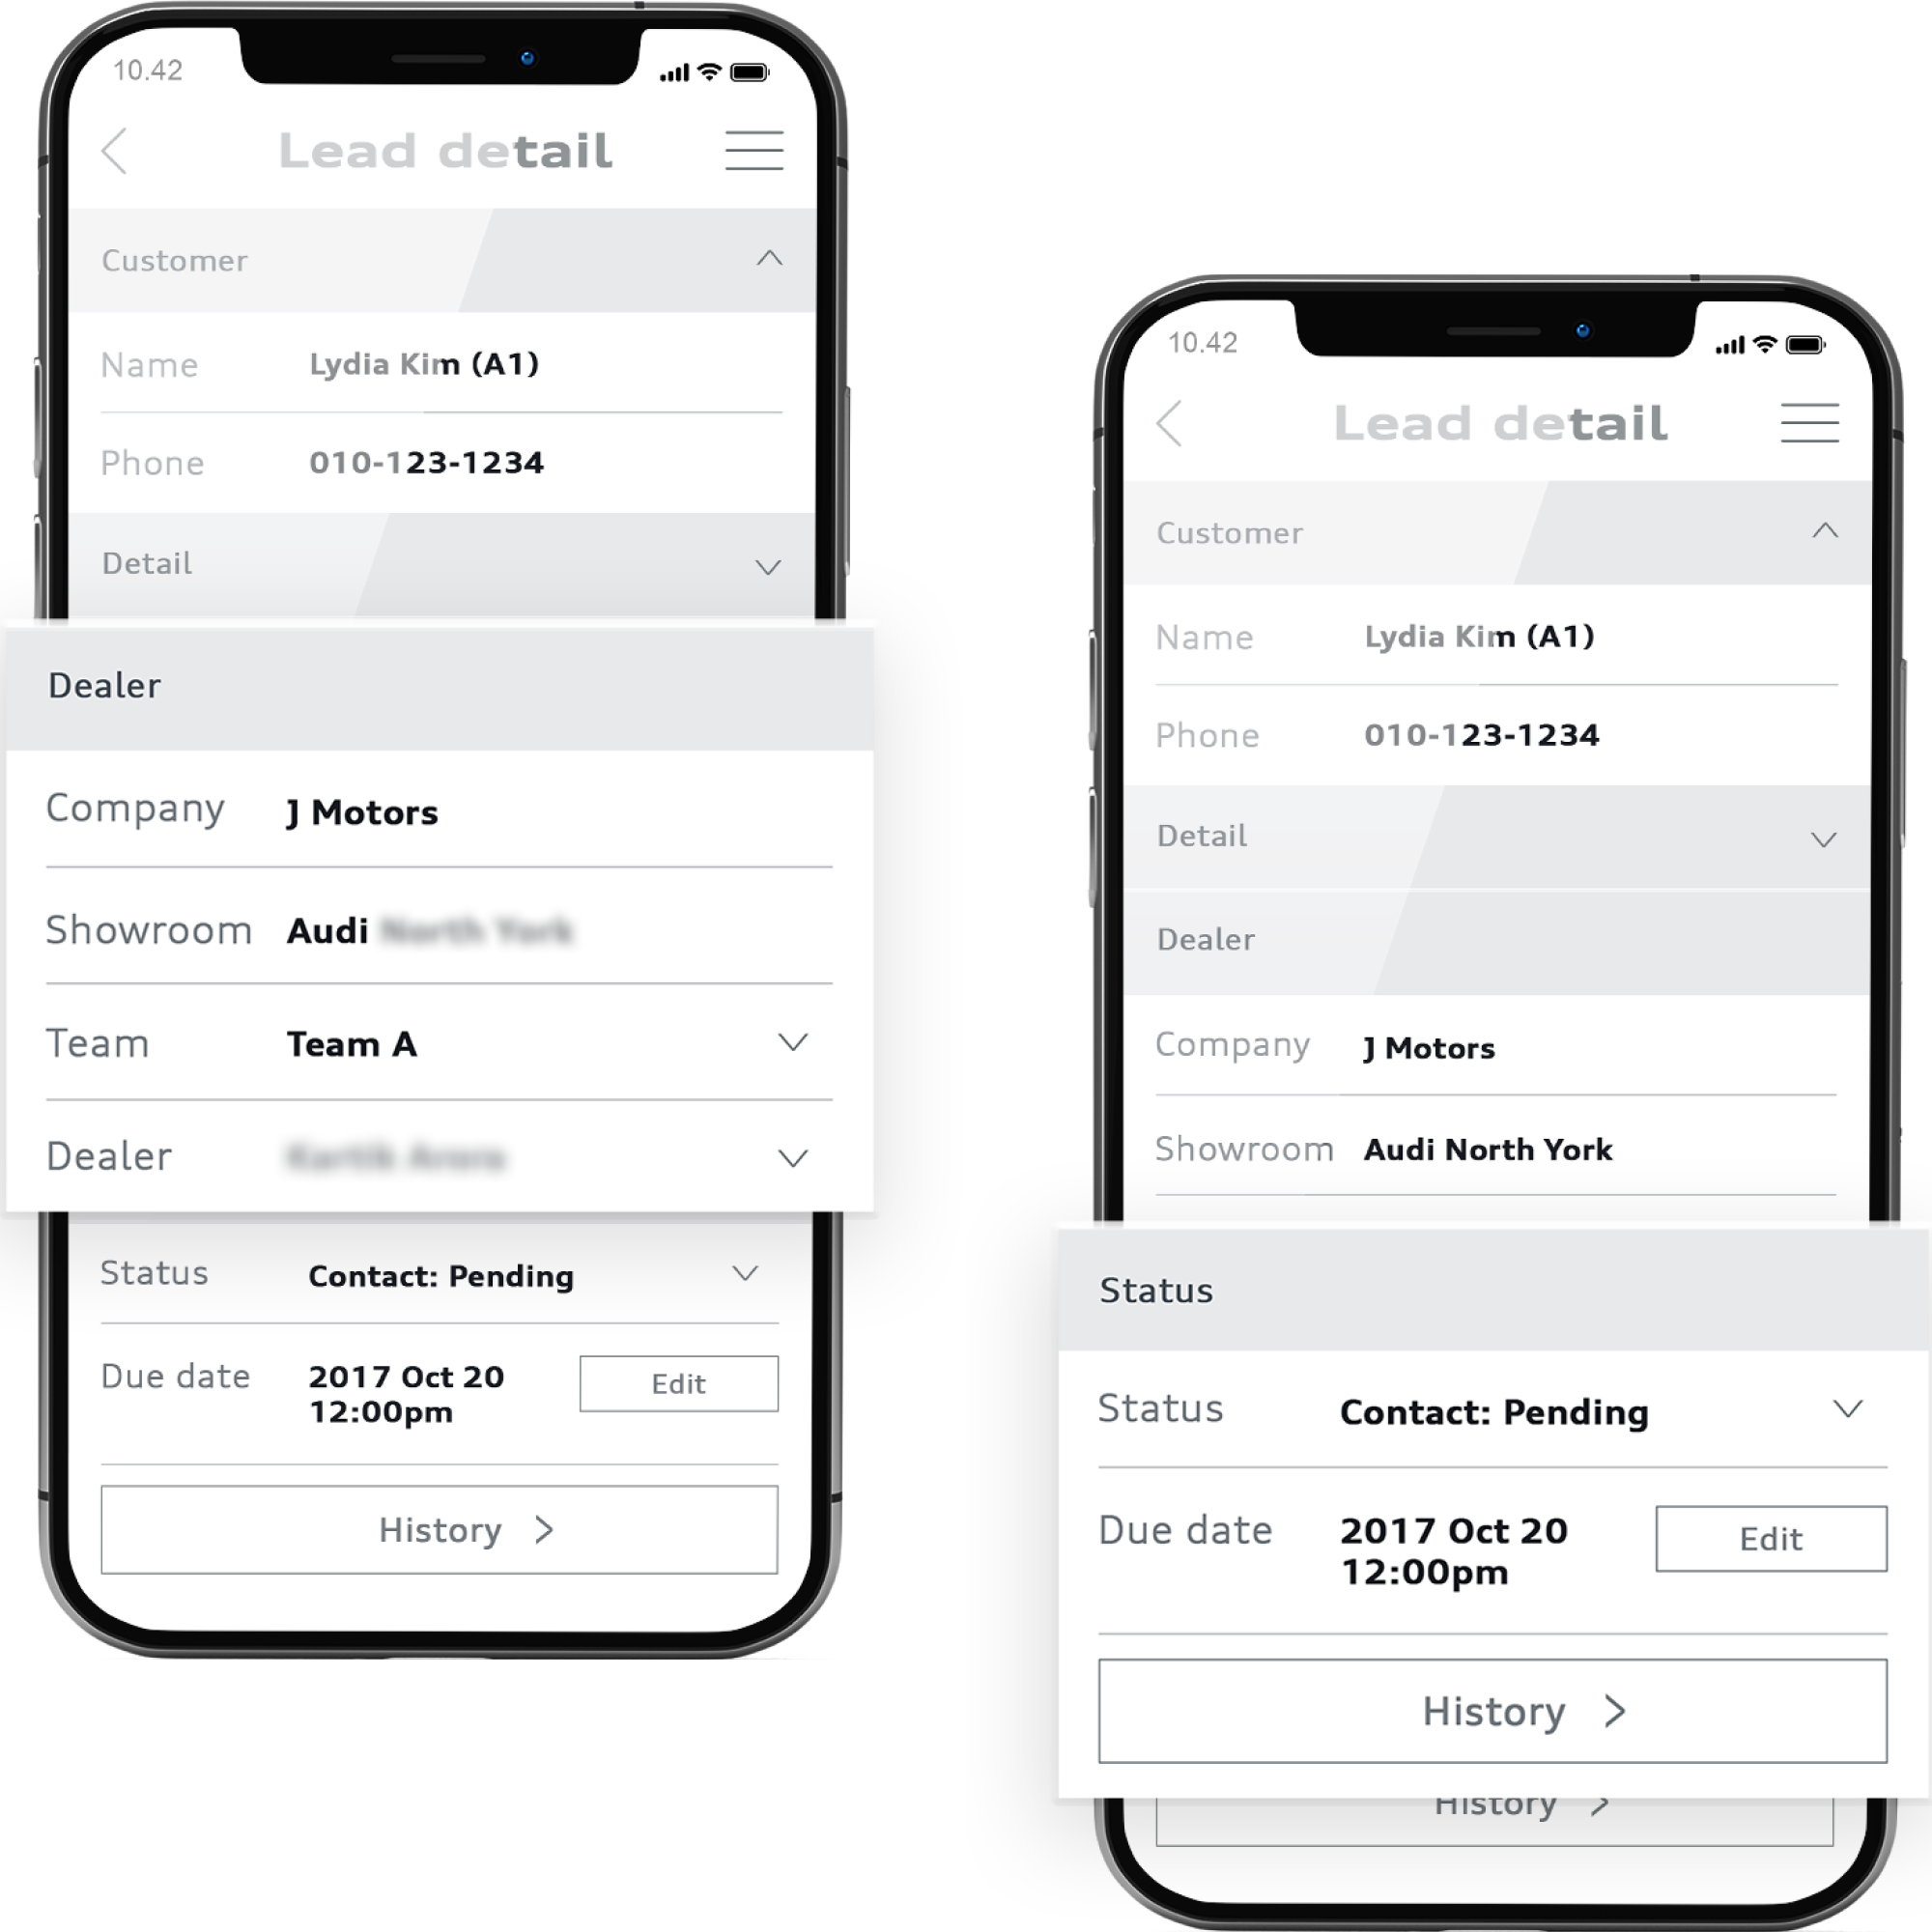 10.42
Lead detail
Customer
Name Lydia Kim (A1)
Phone 010-123-1234
Detail
Dealer
Company J Motors
Showroom Audi North York
Team Team A
Dealer
Status Contact: Pending
Due date 2017 Oct 20 Edit
12:00pm
History >
10.42
Lead detail
Customer
Name Lydia Kim (A1)
Phone 010-123-1234
Detail
Dealer
Company J Motors
Showroom Audi North York
Status
Status Contact: Pending
Due date 2017 Oct 20 Edit
12:00pm
History >
History >